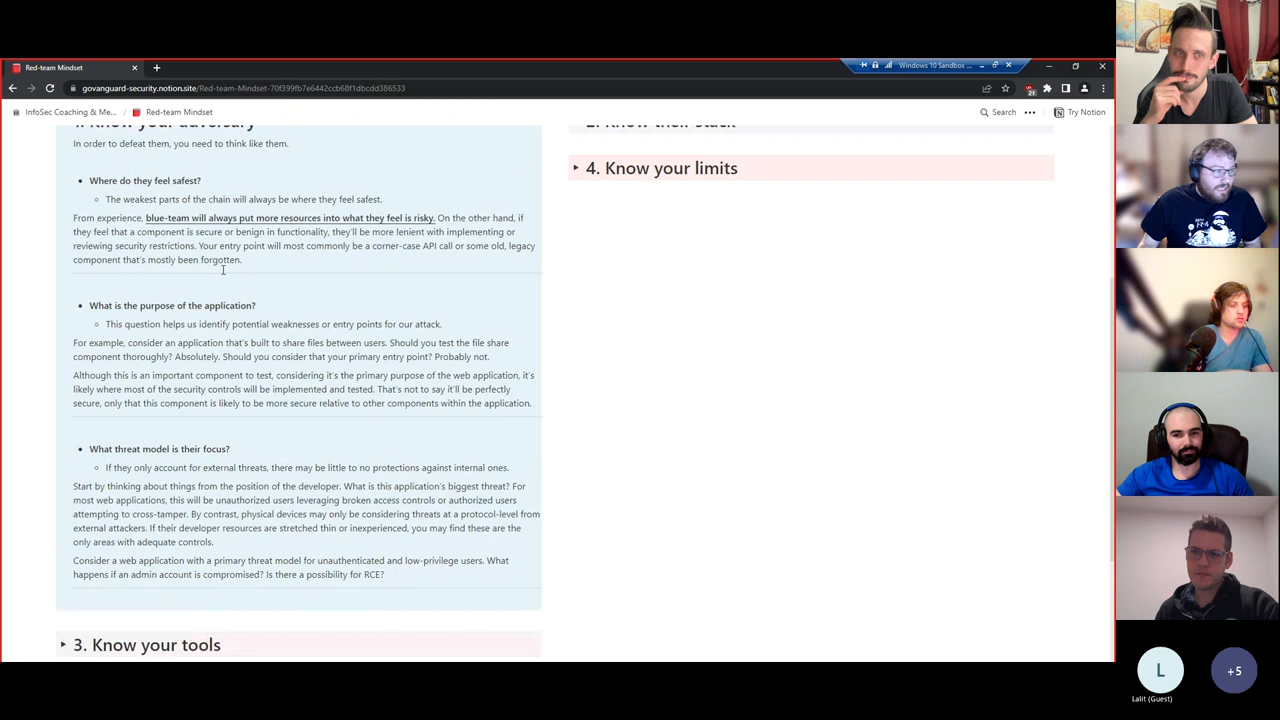 Red-team Mindset
Windows 10 Sandbox ...
govanguard-security.notion.site/Red-team-Mindset-70f399fb7e6442ccb68f1dbcdd386533
21
InfoSec Coaching & Me... / Red-team Mindset
Search
Try Notion
1. Know your adversary
In order to defeat them, you need to think like them.
• Where do they feel safest?
◦ The weakest parts of the chain will always be where they feel safest.
From experience, blue-team will always put more resources into what they feel is risky. On the other hand, if
they feel that a component is secure or benign in functionality, they'll be more lenient with implementing or
reviewing security restrictions. Your entry point will most commonly be a corner-case API call or some old, legacy
component that's mostly been forgotten.
• What is the purpose of the application?
◦ This question helps us identify potential weaknesses or entry points for our attack.
For example, consider an application that's built to share files between users. Should you test the file share
component thoroughly? Absolutely. Should you consider that your primary entry point? Probably not.
Although this is an important component to test, considering it's the primary purpose of the web application, it's
likely where most of the security controls will be implemented and tested. That's not to say it'll be perfectly
secure, only that this component is likely to be more secure relative to other components within the application.
• What threat model is their focus?
◦ If they only account for external threats, there may be little to no protections against internal ones.
Start by thinking about things from the position of the developer. What is this application's biggest threat? For
most web applications, this will be unauthorized users leveraging broken access controls or authorized users
attempting to cross-tamper. By contrast, physical devices may only be considering threats at a protocol-level from
external attackers. If their developer resources are stretched thin or inexperienced, you may find these are the
only areas with adequate controls.
Consider a web application with a primary threat model for unauthenticated and low-privilege users. What
happens if an admin account is compromised? Is there a possibility for RCE?
3. Know your tools
2. Know their stack
4. Know your limits
L
Lalit (Guest)
+5